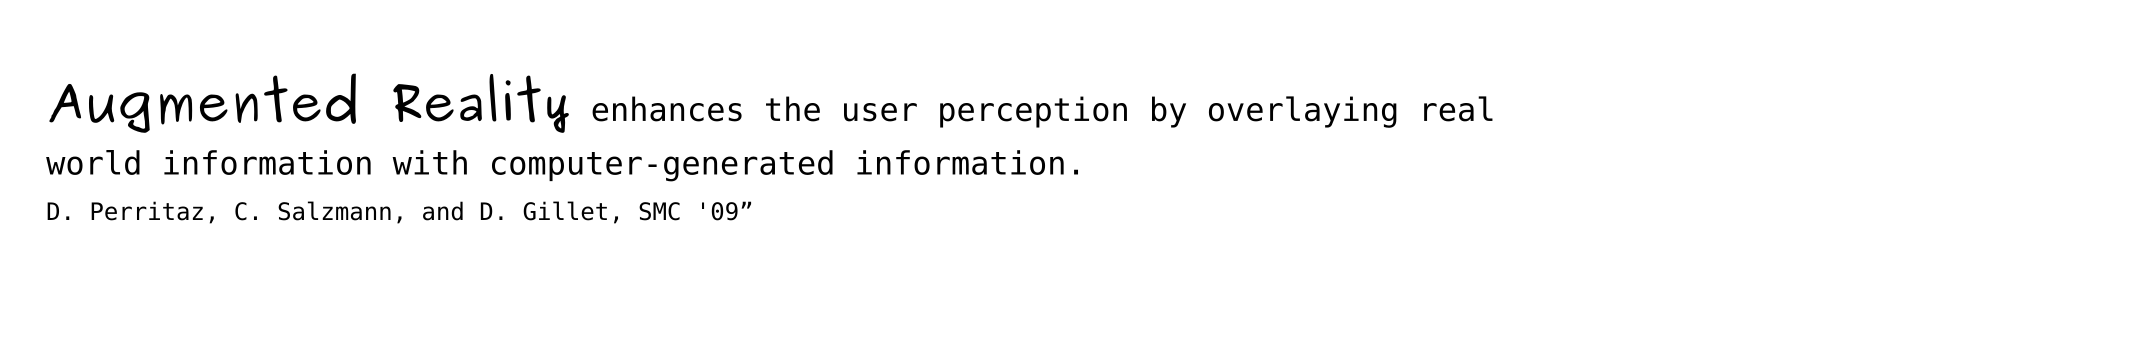 Augmented Reality enhances the user perception by overlaying real
world information with computer-generated information.
D. Perritaz, C. Salzmann, and D. Gillet, SMC '09”